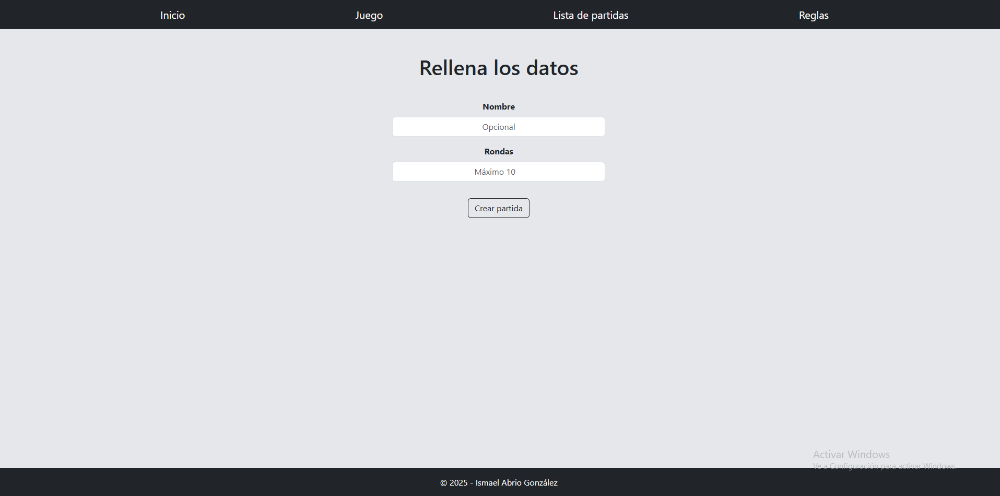 Inicio Juego Lista de partidas Reglas
Rellena los datos
Nombre
Opcional
Rondas
Máximo 10
Crear partida
Activar Windows
Ve a Configuración para activar Windows.
© 2025 - Ismael Abrio González